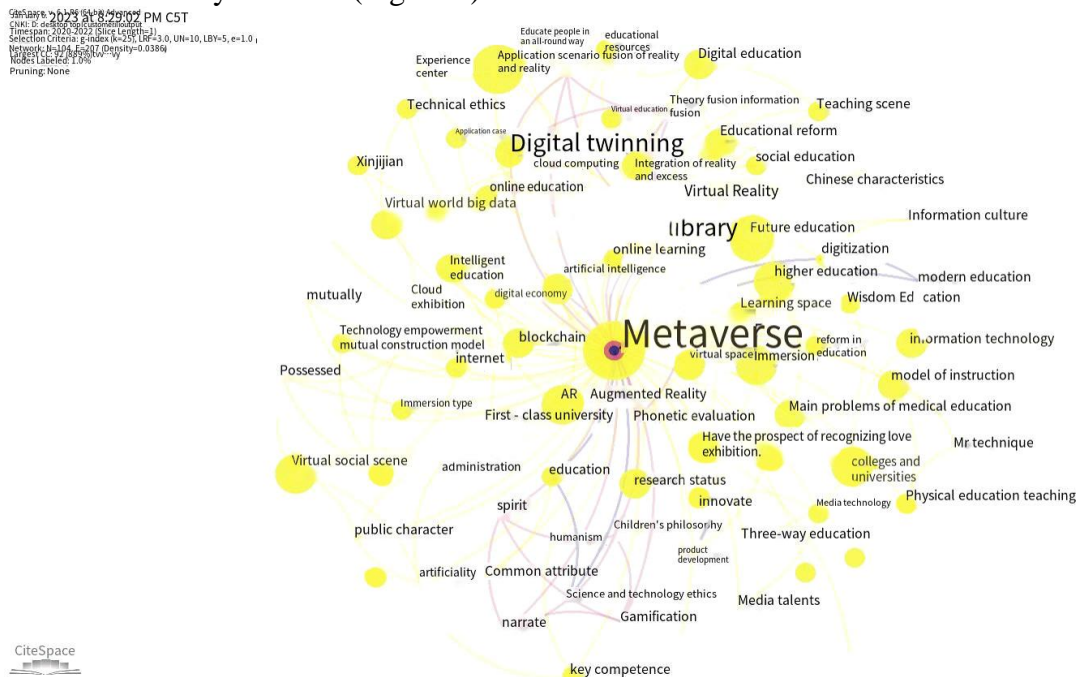 2023 at 8:29:02 PM C5T
Timespan: 2020-2022 (Slice Length=1)
Selection Criteria: g-index (k=25), LRF=3.0, UN=10, LBY=5, e=1.0
Network: N=104, E=207 (Density=0.0386)
Nodes Labeled: 1.0%
Pruning: None
Educate people in
an all-round way
educational
resources
Experience
center
Application scenario fusion of reality
and reality
Digital education
Technical ethics
Virtual education
Theory fusion information
fusion
Teaching scene
Application case
Digital twinning
Educational reform
Xinjijian
cloud computing
Integration of reality
and excess
social education
Chinese characteristics
online education
Virtual Reality
Virtual world big data
library
Future education
Information culture
online learning
digitization
Intelligent
education
artificial intelligence
higher education
modern education
mutually
Cloud
exhibition
digital economy
Learning space
Wisdom Ed cation
Technology empowerment
mutual construction model
blockchain
Metaverse
reform in
education
information technology
internet
virtual space
Immersion
Possessed
model of instruction
Immersion type
AR
Augmented Reality
Main problems of medical education
First - class university
Phonetic evaluation
Have the prospect of recognizing love
exhibition.
Mr technique
Virtual social scene
administration
education
research status
colleges and
universities
spirit
innovate
Media technology
Physical education teaching
public character
humanism
Children's philosophy
Three-way education
product
development
artificiality
Common attribute
Science and technology ethics
Media talents
narrate
Gamification
key competence
CiteSpace